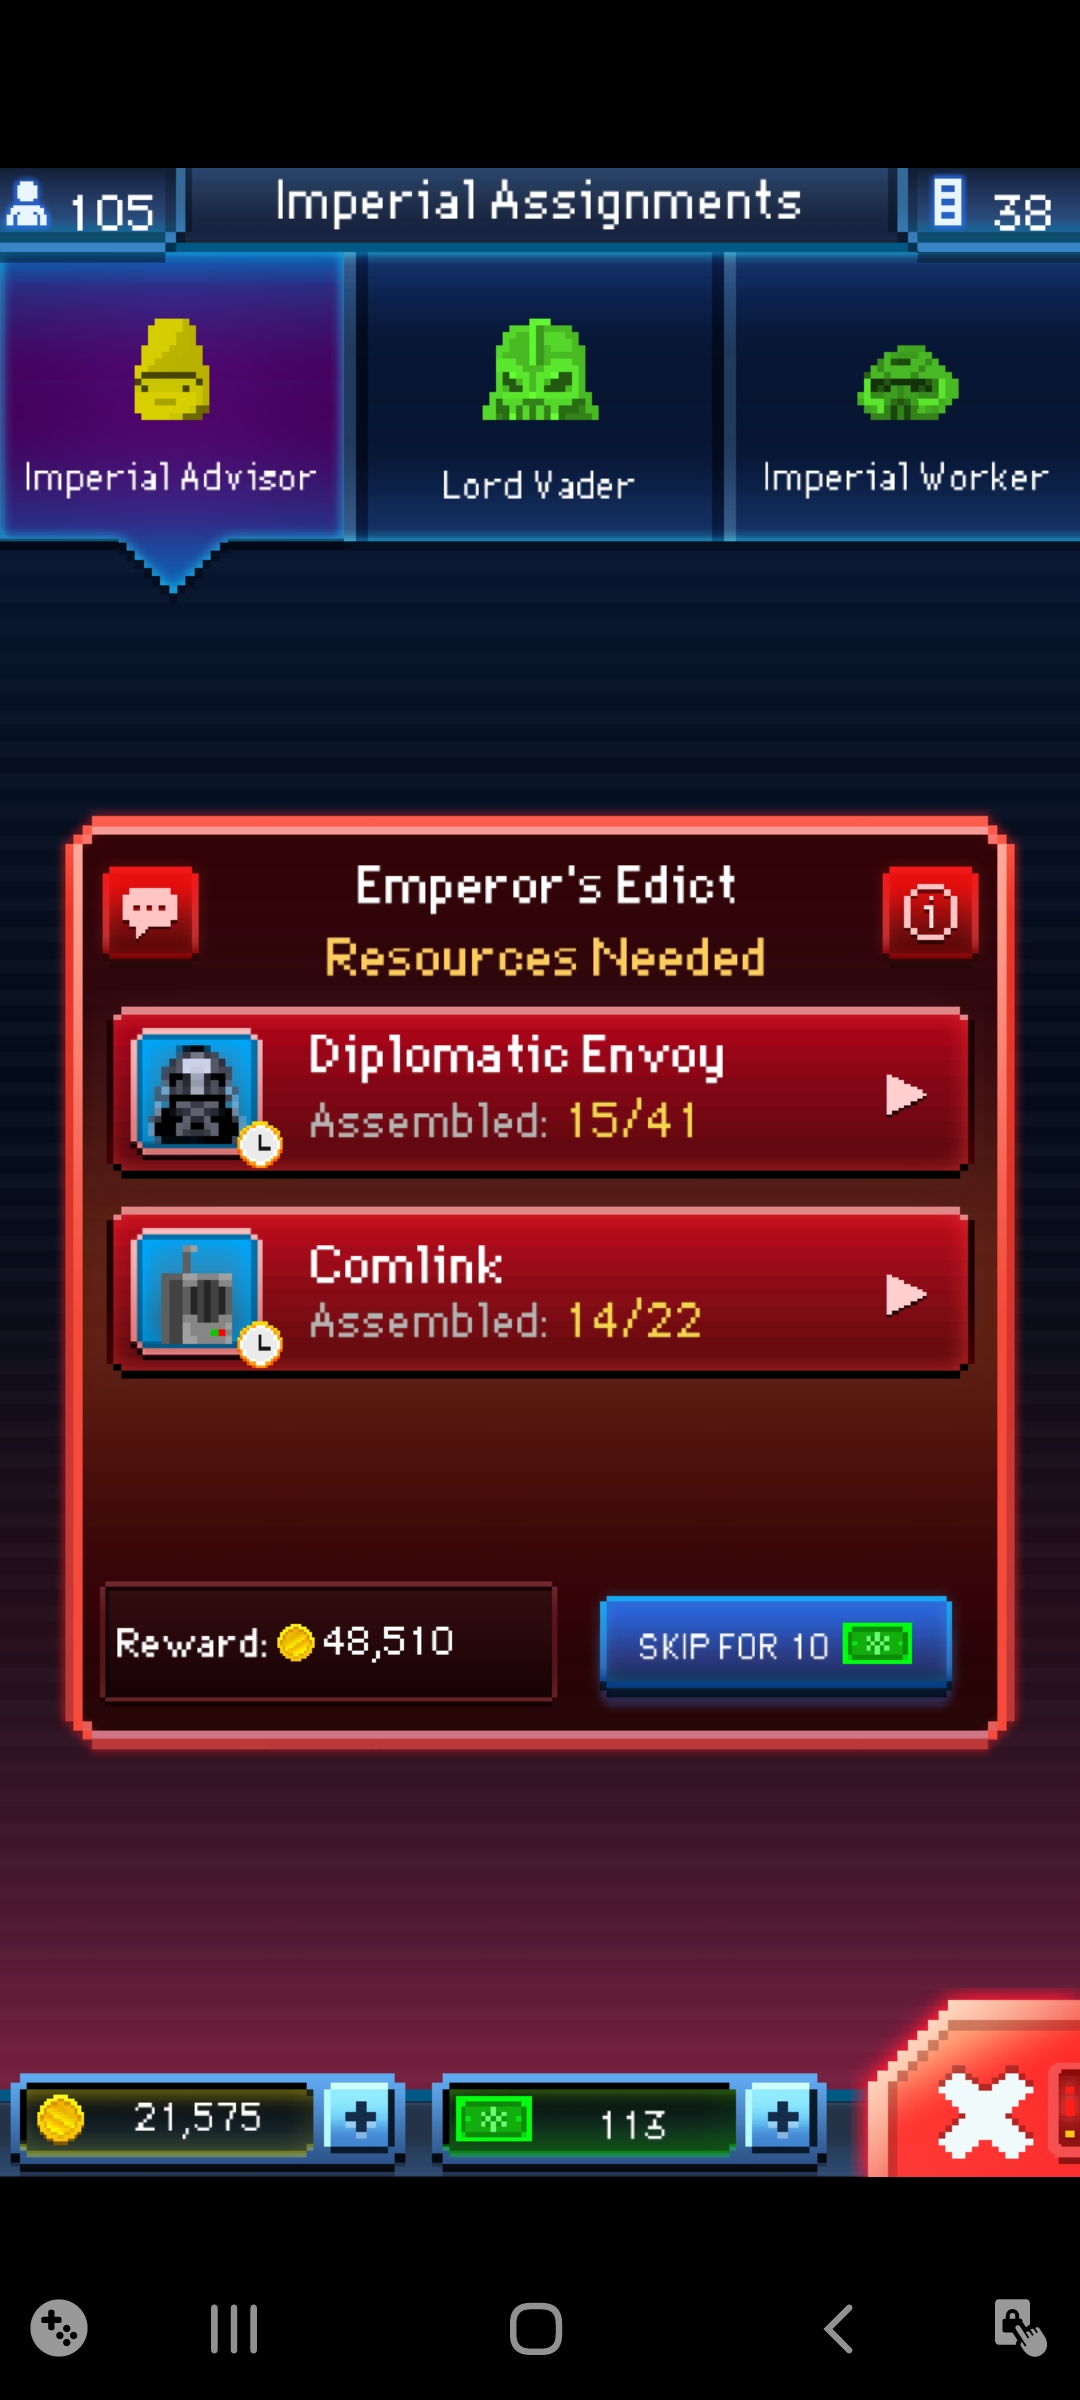 105
Imperial Assignments
38
Imperial Advisor
Lord Vader
Imperial Worker
Emperor's Edict
Resources Needed
Diplomatic Envoy
Assembled: 15/41
Comlink
Assembled: 14/22
Reward: 48,510
SKIP FOR 10
21,575
113